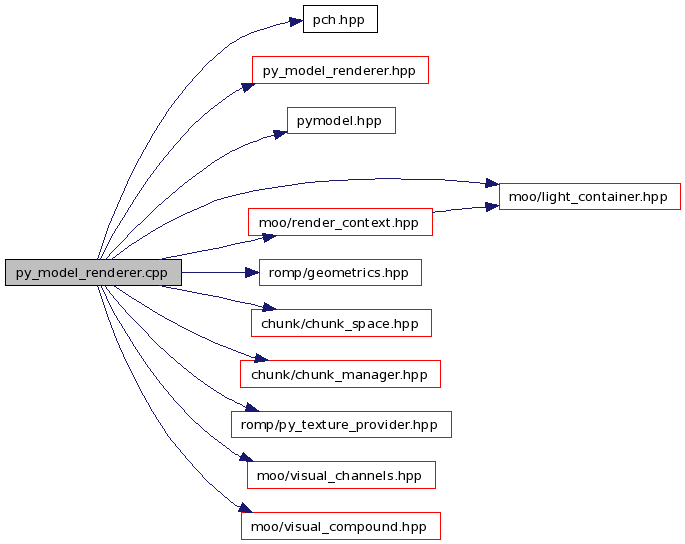 pch.hpp
py_model_renderer.hpp
pymodel.hpp
moo/light_container.hpp
moo/render_context.hpp
py_model_renderer.cpp
romp/geometrics.hpp
chunk/chunk_space.hpp
chunk/chunk_manager.hpp
romp/py_texture_provider.hpp
moo/visual_channels.hpp
moo/visual_compound.hpp